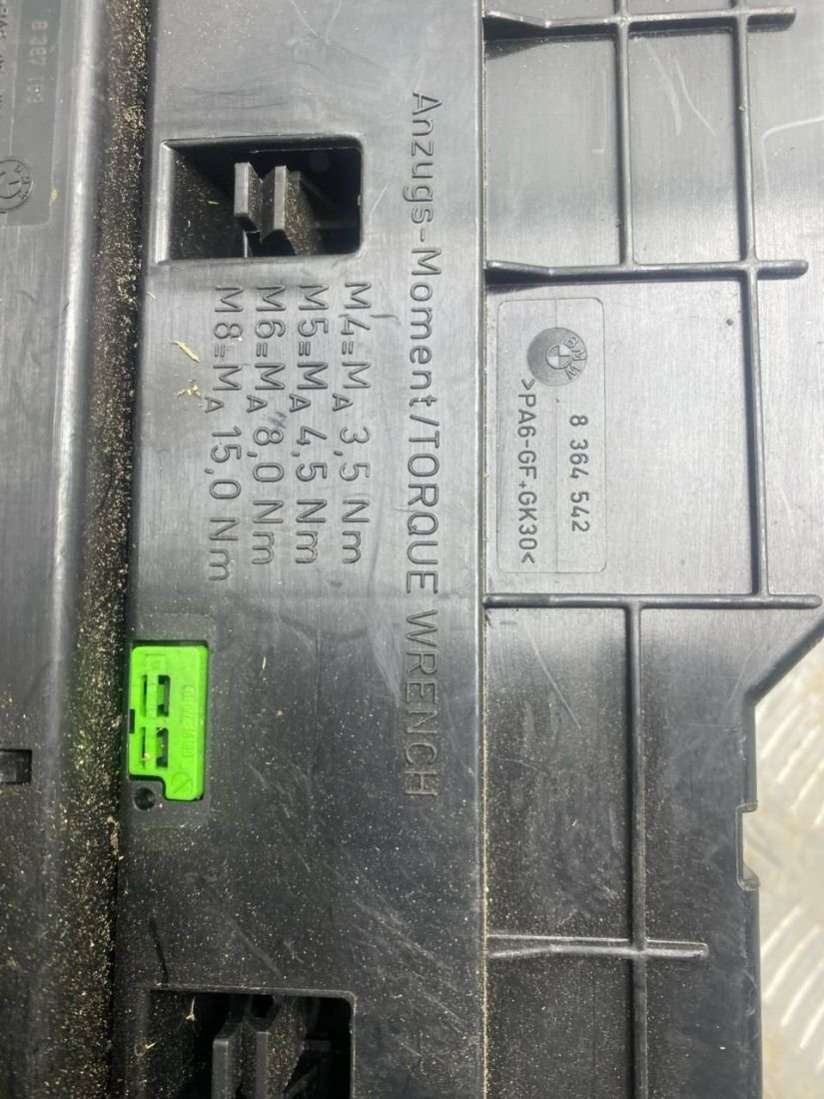 Anzugs-Moment/TORQUE WRENCH
M4=MA 3,5 Nm
M5=MA 4,5 Nm
M6=MA 8,0 Nm
M8=MA 15,0 Nm
BMW
8 364 542
>PA6-GF+GK30<